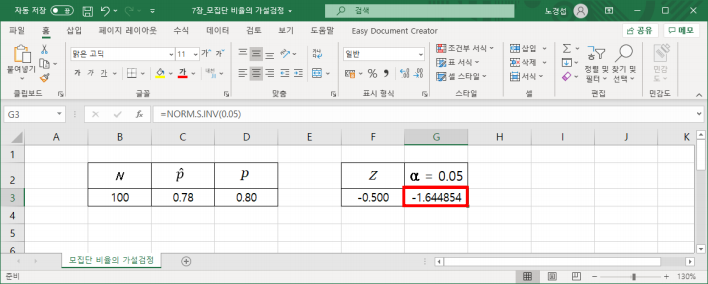 자동 저장 7장_모집단 비율의 가설검정 검색 노경섭
파일 홈 삽입 페이지 레이아웃 수식 데이터 검토 보기 도움말 Easy Document Creator 공유 메모
맑은 고딕 11 가ˆ 가ˇ 일반 조건부 서식 삽입
붙여넣기 표 서식 삭제 정렬 및 필터 찾기 및 선택 민감도
가 가 가 셀 스타일 서식
클립보드 글꼴 맞춤 표시 형식 스타일 셀 편집 민감도
G3 fx =NORM.S.INV(0.05)
A B C D E F G H I J K
1
2 N p̂ p Z α = 0.05
3 100 0.78 0.80 -0.500 -1.644854
4
5
6
모집단 비율의 가설검정
준비 130%